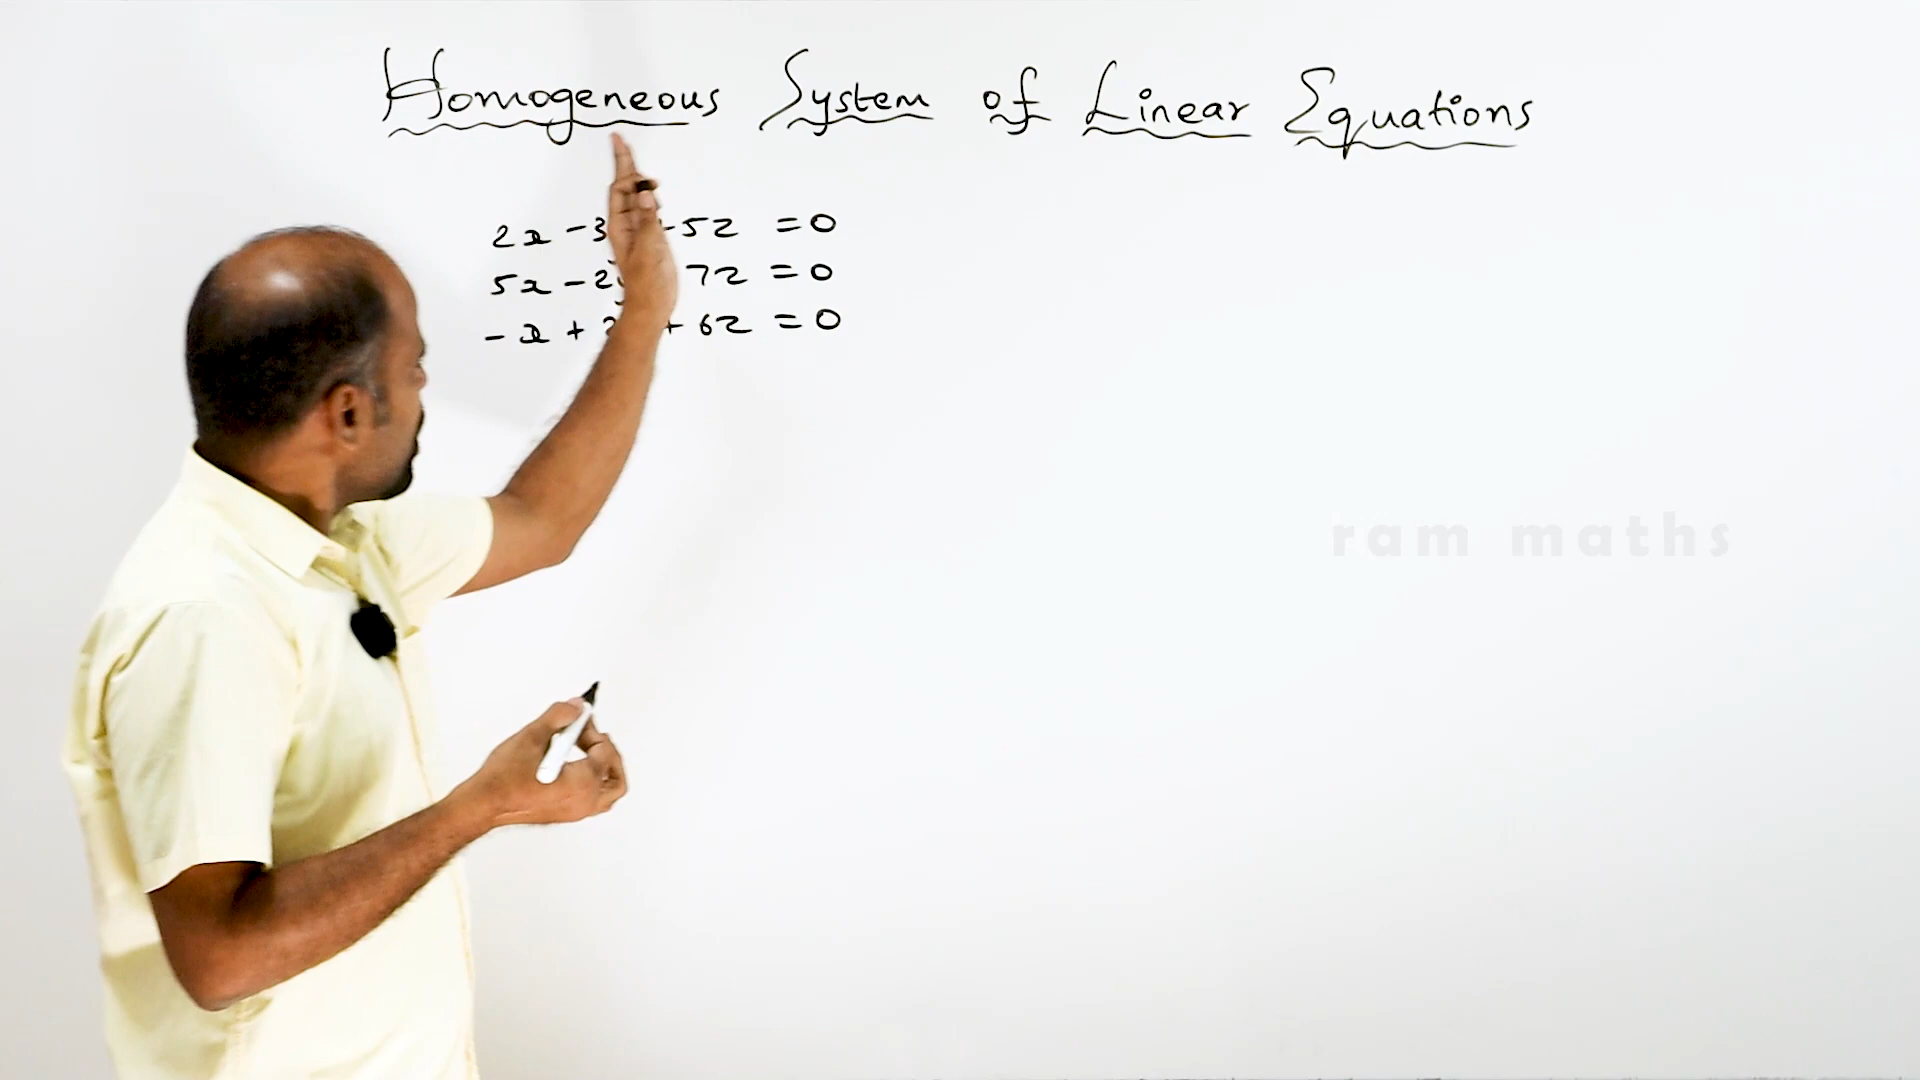 Homogeneous System of Linear Equations
2x - 3 - 5z = 0
5x - 2 7z = 0
- x + + 6z = 0
ram maths